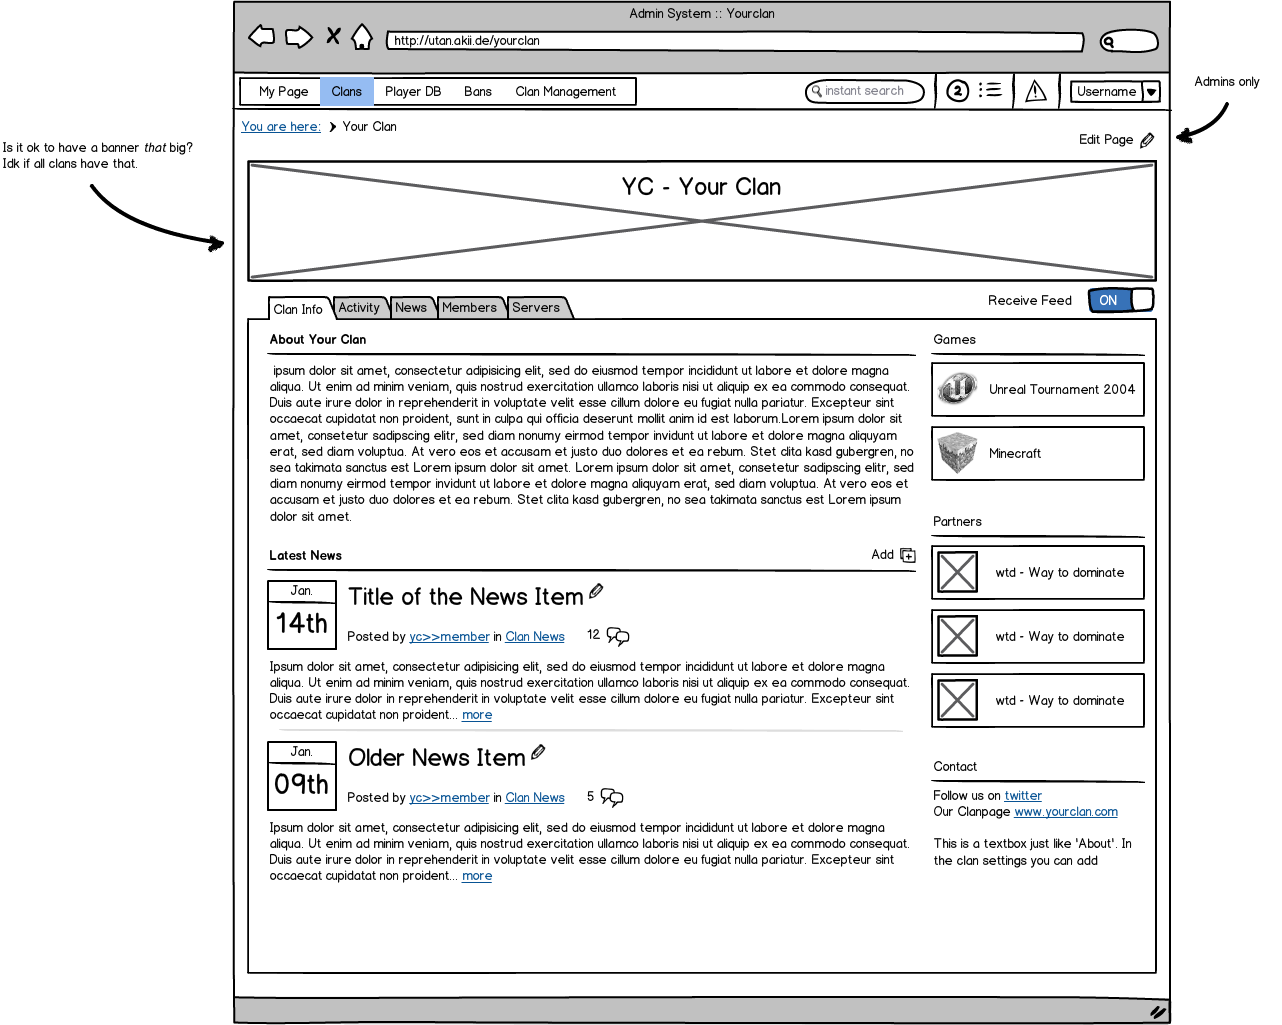 Admin System :: Yourclan
http://utan.akii.de/yourclan
My Page Clans Player DB Bans Clan Management
instant search
2
Username
Admins only
You are here: Your Clan
Edit Page
Is it ok to have a banner that big?
Idk if all clans have that.
YC - Your Clan
Clan Info Activity News Members Servers
Receive Feed ON
About Your Clan
ipsum dolor sit amet, consectetur adipisicing elit, sed do eiusmod tempor incididunt ut labore et dolore magna
aliqua. Ut enim ad minim veniam, quis nostrud exercitation ullamco laboris nisi ut aliquip ex ea commodo consequat.
Duis aute irure dolor in reprehenderit in voluptate velit esse cillum dolore eu fugiat nulla pariatur. Excepteur sint
occaecat cupidatat non proident, sunt in culpa qui officia deserunt mollit anim id est laborum.Lorem ipsum dolor sit
amet, consetetur sadipscing elitr, sed diam nonumy eirmod tempor invidunt ut labore et dolore magna aliquyam
erat, sed diam voluptua. At vero eos et accusam et justo duo dolores et ea rebum. Stet clita kasd gubergren, no
sea takimata sanctus est Lorem ipsum dolor sit amet. Lorem ipsum dolor sit amet, consetetur sadipscing elitr, sed
diam nonumy eirmod tempor invidunt ut labore et dolore magna aliquyam erat, sed diam voluptua. At vero eos et
accusam et justo duo dolores et ea rebum. Stet clita kasd gubergren, no sea takimata sanctus est Lorem ipsum
dolor sit amet.
Latest News
Add
Jan.
14th
Title of the News Item
Posted by yc>>member in Clan News 12
Ipsum dolor sit amet, consectetur adipisicing elit, sed do eiusmod tempor incididunt ut labore et dolore magna
aliqua. Ut enim ad minim veniam, quis nostrud exercitation ullamco laboris nisi ut aliquip ex ea commodo consequat.
Duis aute irure dolor in reprehenderit in voluptate velit esse cillum dolore eu fugiat nulla pariatur. Excepteur sint
occaecat cupidatat non proident... more
Jan.
09th
Older News Item
Posted by yc>>member in Clan News 5
Ipsum dolor sit amet, consectetur adipisicing elit, sed do eiusmod tempor incididunt ut labore et dolore magna
aliqua. Ut enim ad minim veniam, quis nostrud exercitation ullamco laboris nisi ut aliquip ex ea commodo consequat.
Duis aute irure dolor in reprehenderit in voluptate velit esse cillum dolore eu fugiat nulla pariatur. Excepteur sint
occaecat cupidatat non proident... more
Games
Unreal Tournament 2004
Minecraft
Partners
wtd - Way to dominate
wtd - Way to dominate
wtd - Way to dominate
Contact
Follow us on twitter
Our Clanpage www.yourclan.com
This is a textbox just like 'About'. In
the clan settings you can add